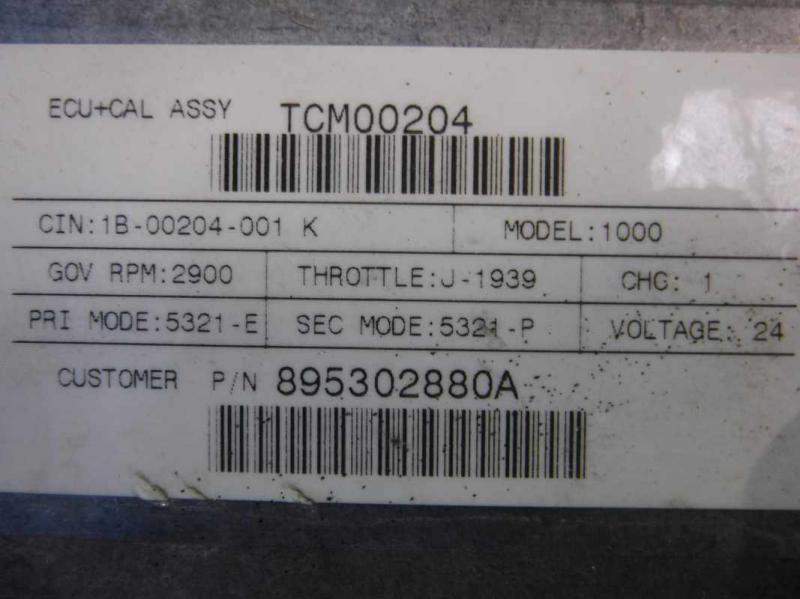 ECU+CAL ASSY TCM00204
CIN:1B-00204-001 K MODEL:1000
GOV RPM:2900 THROTTLE:J-1939 CHG: 1
PRI MODE:5321-E SEC MODE:5321-P VOLTAGE: 24
CUSTOMER P/N 895302880A